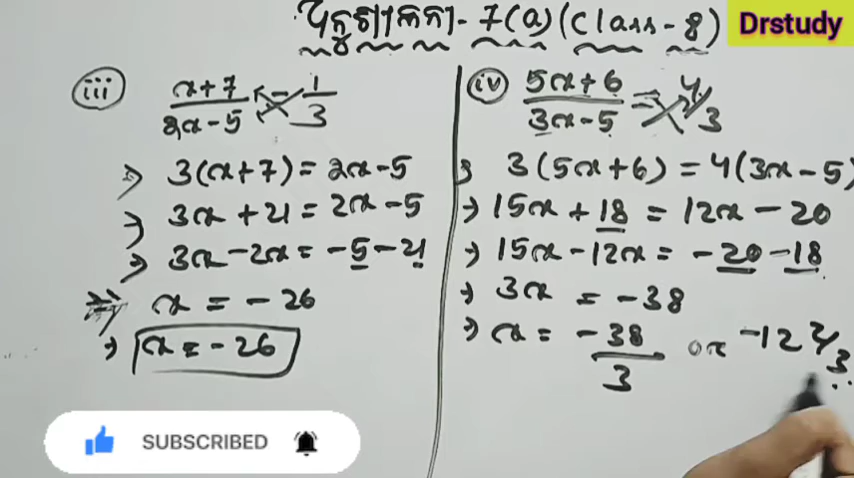 ଅନୁଶୀଳନୀ - 7(a) (Class - 8)
Drstudy
iii) x+7/2x-5 = 1/3
⇒ 3(x+7) = 2x-5
⇒ 3x + 21 = 2x - 5
⇒ 3x - 2x = -5 - 21
⇒ x = -26
⇒ x = -26
iv) 5x+6/3x-5 = 4/3
⇒ 3(5x+6) = 4(3x-5)
⇒ 15x + 18 = 12x - 20
⇒ 15x - 12x = -20 - 18
⇒ 3x = -38
⇒ x = -38/3 or -12 2/3
SUBSCRIBED